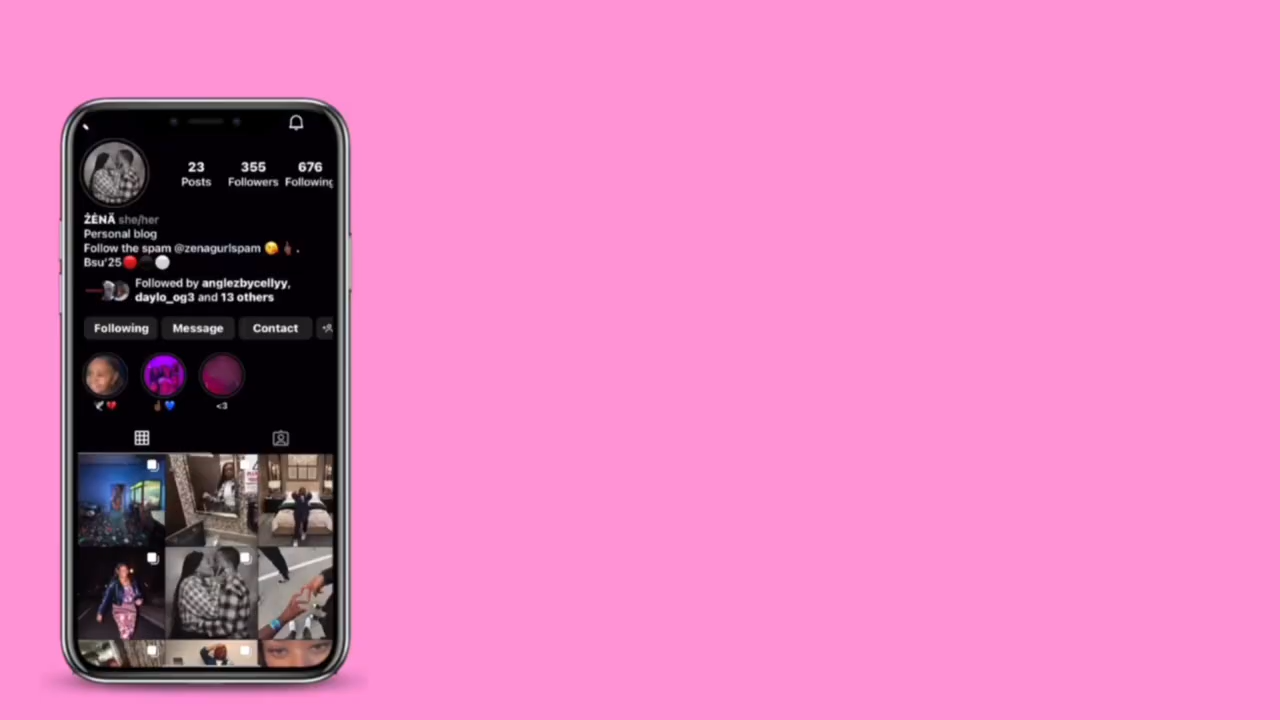 23 355 676
Posts Followers Following
ŻĖNÄ she/her
Personal blog
Follow the spam @zenagurlspam 😘🖕🏿.
Bsu'25🔴⚫⚪
Followed by anglezbycellyy,
daylo_og3 and 13 others
Following Message Contact
🕊💔 ☝🏾💙 <3